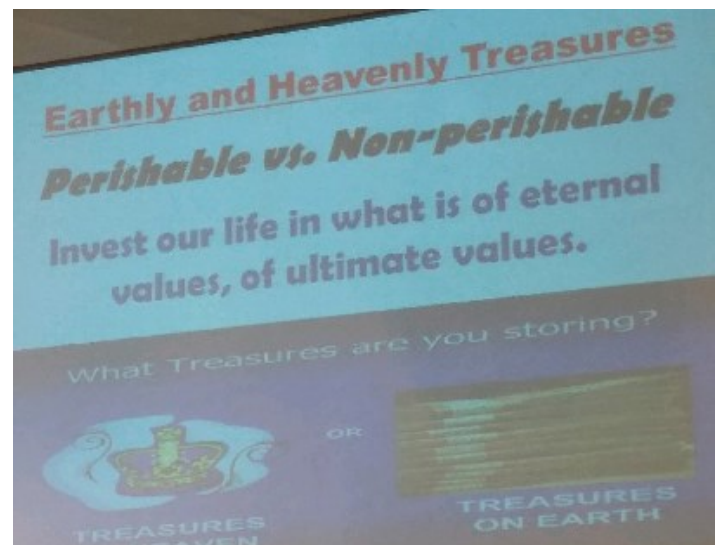 Earthly and Heavenly Treasures
Perishable vs. Non-perishable
Invest our life in what is of eternal
values, of ultimate values.
What Treasures are you storing?
OR
TREASURES
HEAVEN
TREASURES
ON EARTH